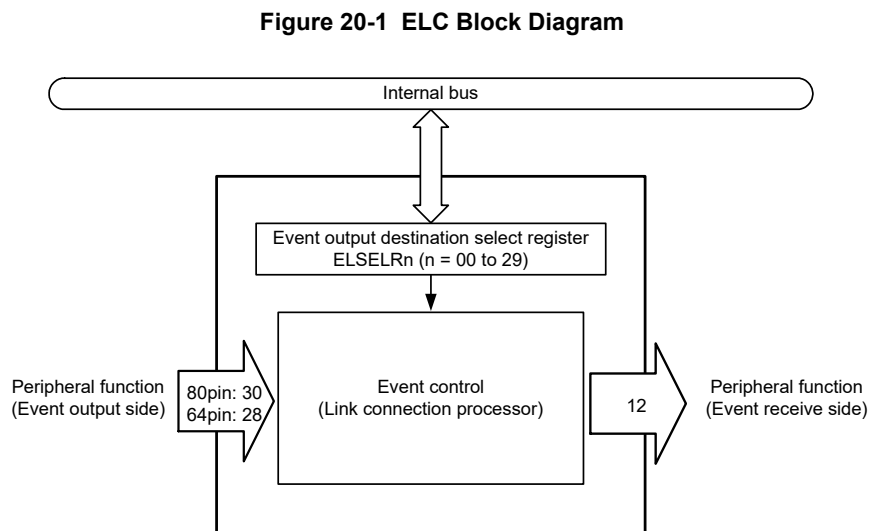 Figure 20-1 ELC Block Diagram
Internal bus
Event output destination select register
ELSELRn (n = 00 to 29)
Peripheral function
(Event output side)
80pin: 30
64pin: 28
Event control
(Link connection processor)
12
Peripheral function
(Event receive side)